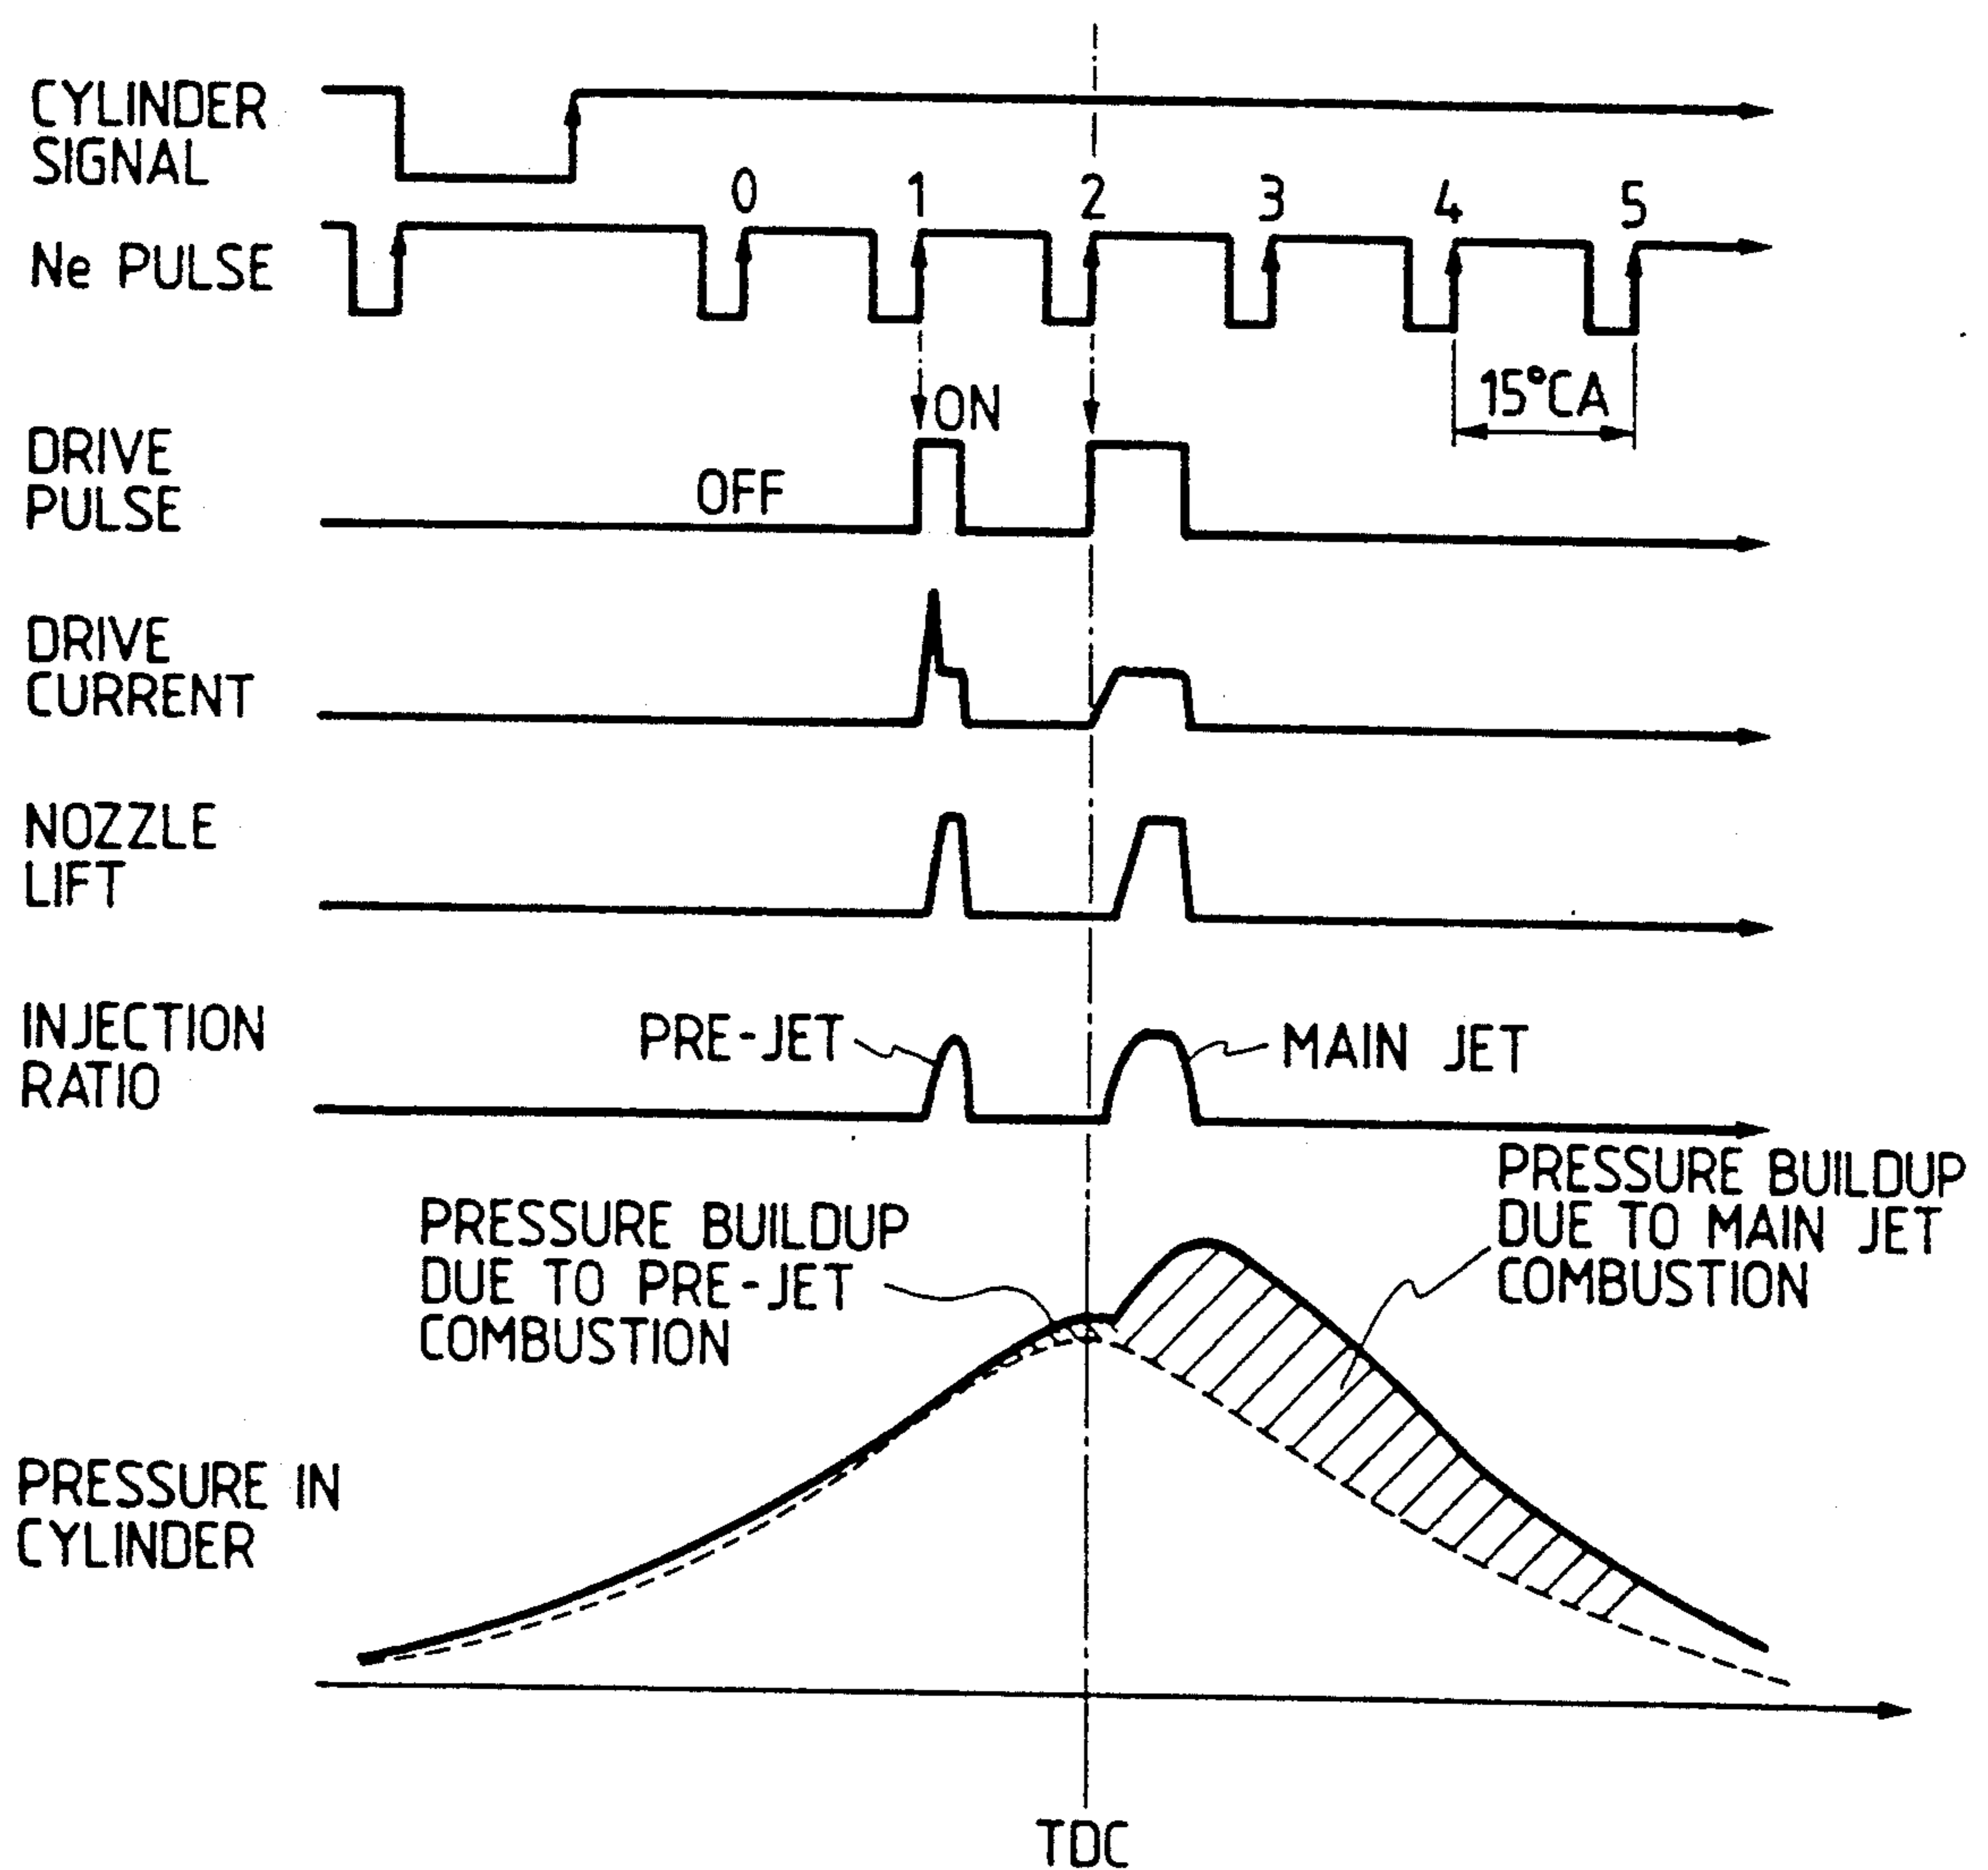 CYLINDER
SIGNAL
0 1 2 3 4 5
Ne PULSE
15°CA
ON
DRIVE
PULSE
OFF
DRIVE
CURRENT
NOZZLE
LIFT
INJECTION
RATIO
PRE-JET
MAIN JET
PRESSURE BUILDUP
DUE TO PRE-JET
COMBUSTION
PRESSURE BUILDUP
DUE TO MAIN JET
COMBUSTION
PRESSURE IN
CYLINDER
TDC